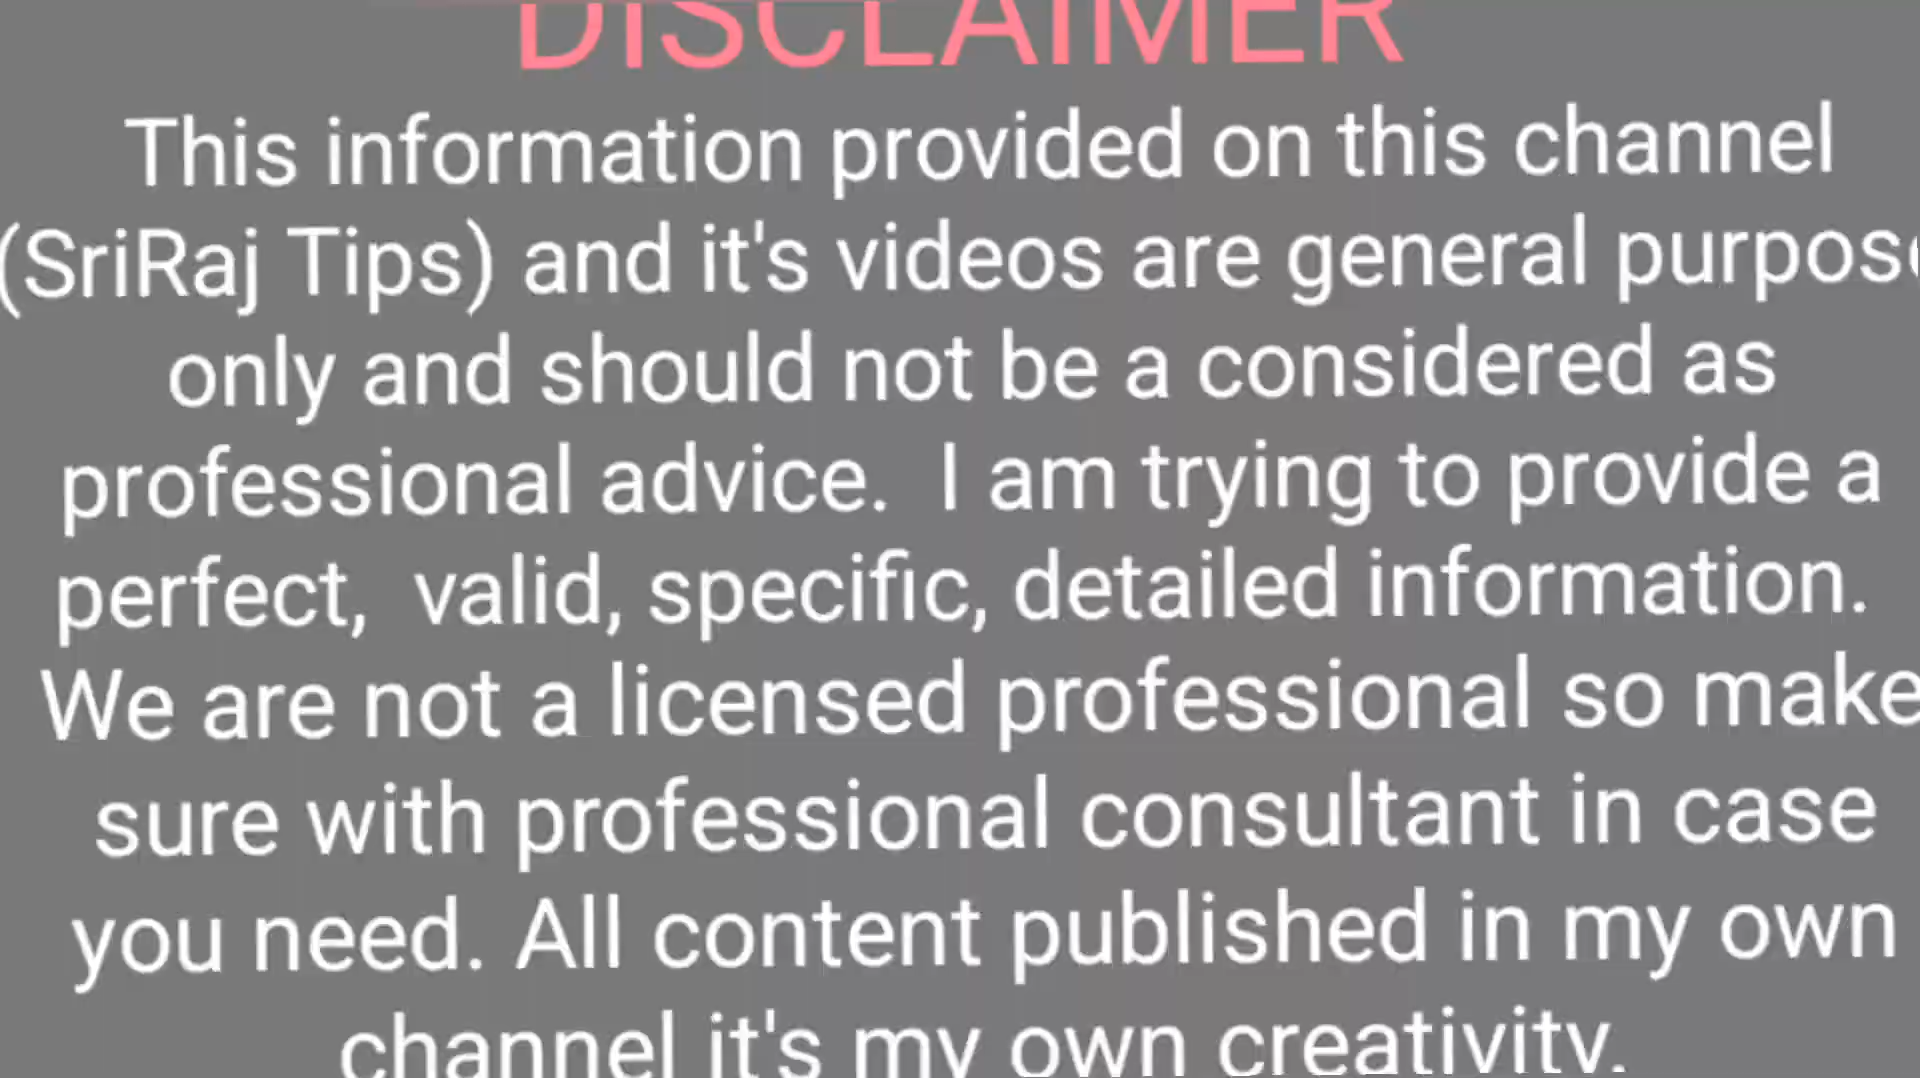 DISCLAIMER
This information provided on this channel
(SriRaj Tips) and it's videos are general purpose
only and should not be a considered as
professional advice.  I am trying to provide a
perfect,  valid, specific, detailed information.
We are not a licensed professional so make
sure with professional consultant in case
you need. All content published in my own
channel it's my own creativity.